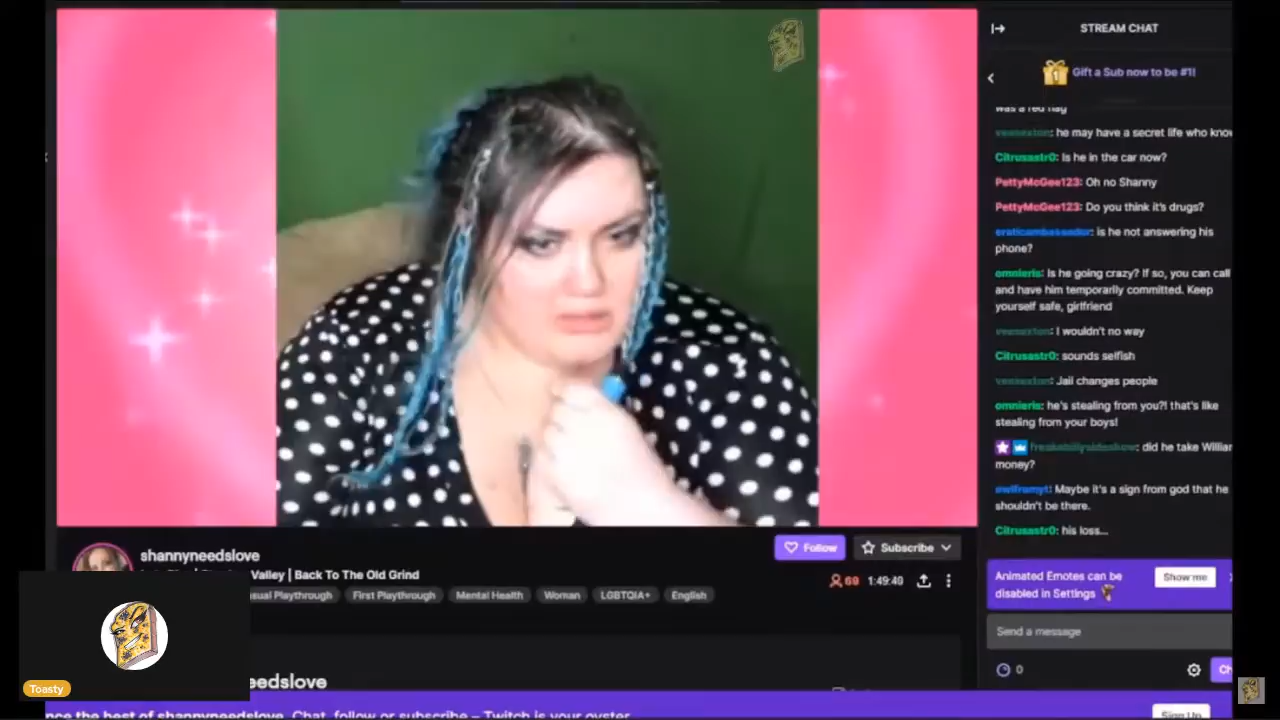 STREAM CHAT
Gift a Sub now to be #1!
was a red flag
he may have a secret life who know
Citrusastr0: Is he in the car now?
PettyMcGee123: Oh no Shanny
PettyMcGee123: Do you think it's drugs?
eroticambassador: is he not answering his
phone?
omnieris: Is he going crazy? If so, you can call
and have him temporarily committed. Keep
yourself safe, girlfriend
I wouldn't no way
Citrusastr0: sounds selfish
Jail changes people
omnieris: he's stealing from you?! that's like
stealing from your boys!
did he take William
money?
Maybe it's a sign from god that he
shouldn't be there.
Citrusastr0: his loss...
shannyneedslove
Follow
Subscribe
Valley | Back To The Old Grind
69
1:49:40
sual Playthrough
First Playthrough
Mental Health
Woman
LGBTQIA+
English
Animated Emotes can be
disabled in Settings
Show me
Send a message
0
Ch
Toasty
eedslove
nce the best of shannyneedslove. Chat, follow or subscribe – Twitch is your oyster.
Sign Up